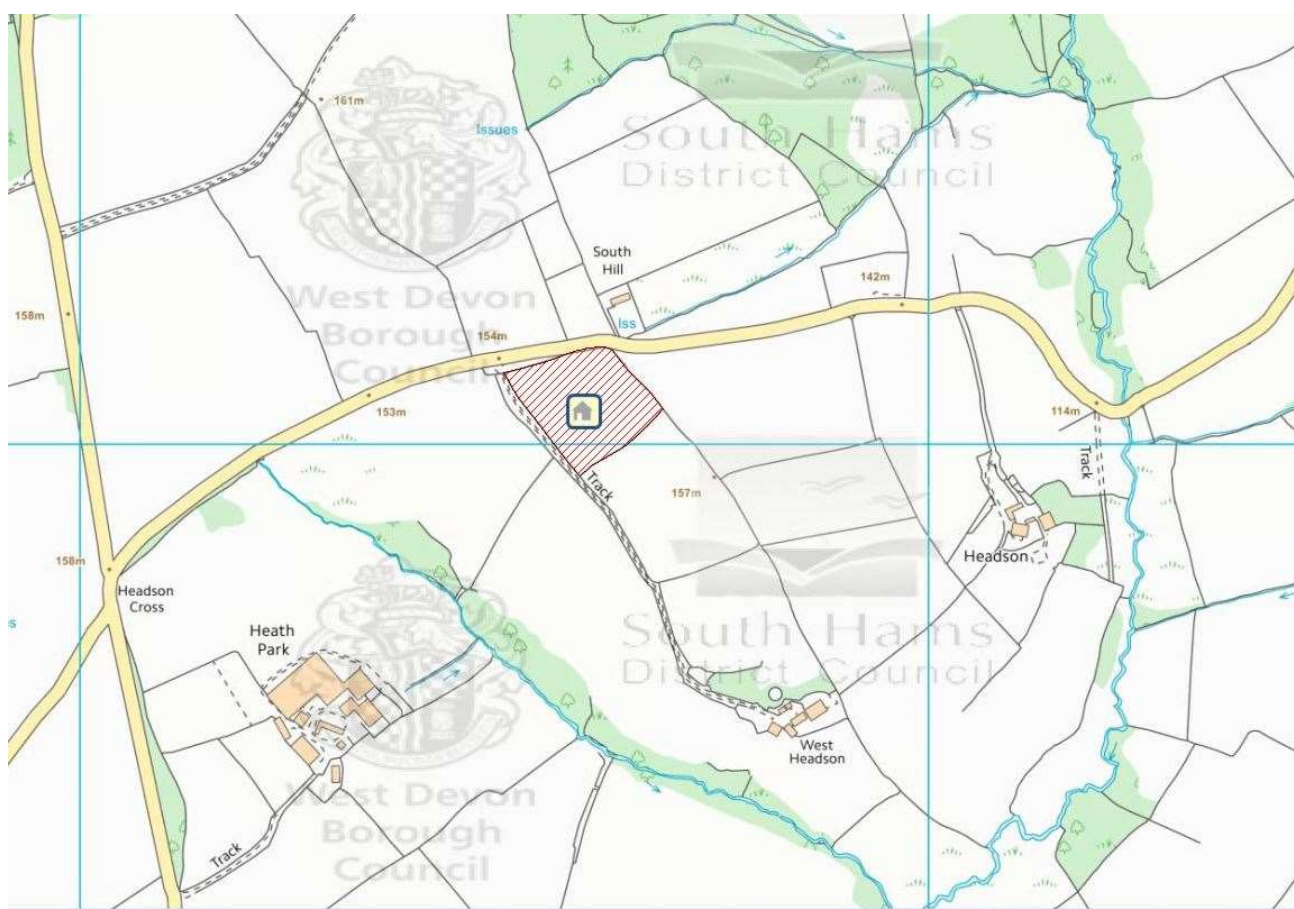 161m
Issues
South Hams
District Council
South
Hill
142m
West Devon
Borough
Council
158m
Iss
154m
153m
114m
Track
Track
157m
158m
Headson
Cross
Headson
Heath
Park
South Hams
District Council
West
Headson
West Devon
Borough
Council
Track